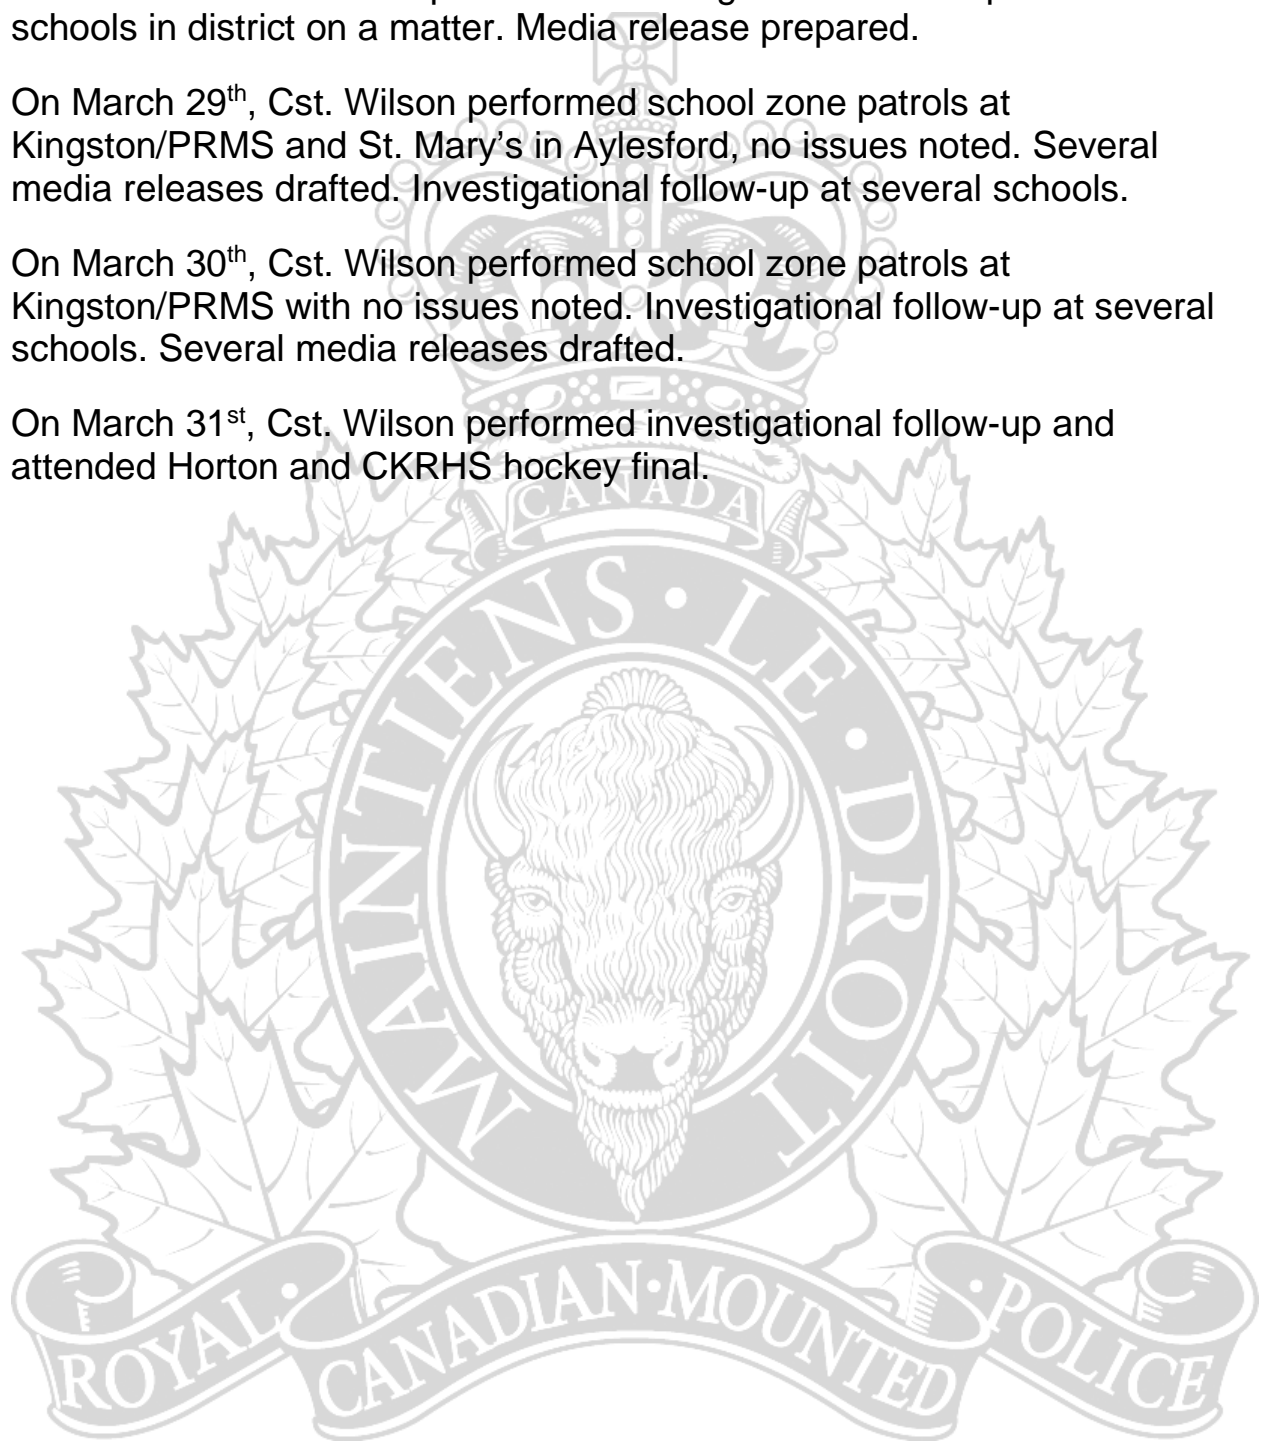 schools in district on a matter. Media release prepared.
On March 29th, Cst. Wilson performed school zone patrols at
Kingston/PRMS and St. Mary's in Aylesford, no issues noted. Several
media releases drafted. Investigational follow-up at several schools.
On March 30th, Cst. Wilson performed school zone patrols at
Kingston/PRMS with no issues noted. Investigational follow-up at several
schools. Several media releases drafted.
On March 31st, Cst. Wilson performed investigational follow-up and
attended Horton and CKRHS hockey final.
CANADA
MAINTIENS · LE · DROIT
ROYAL · CANADIAN · MOUNTED POLICE